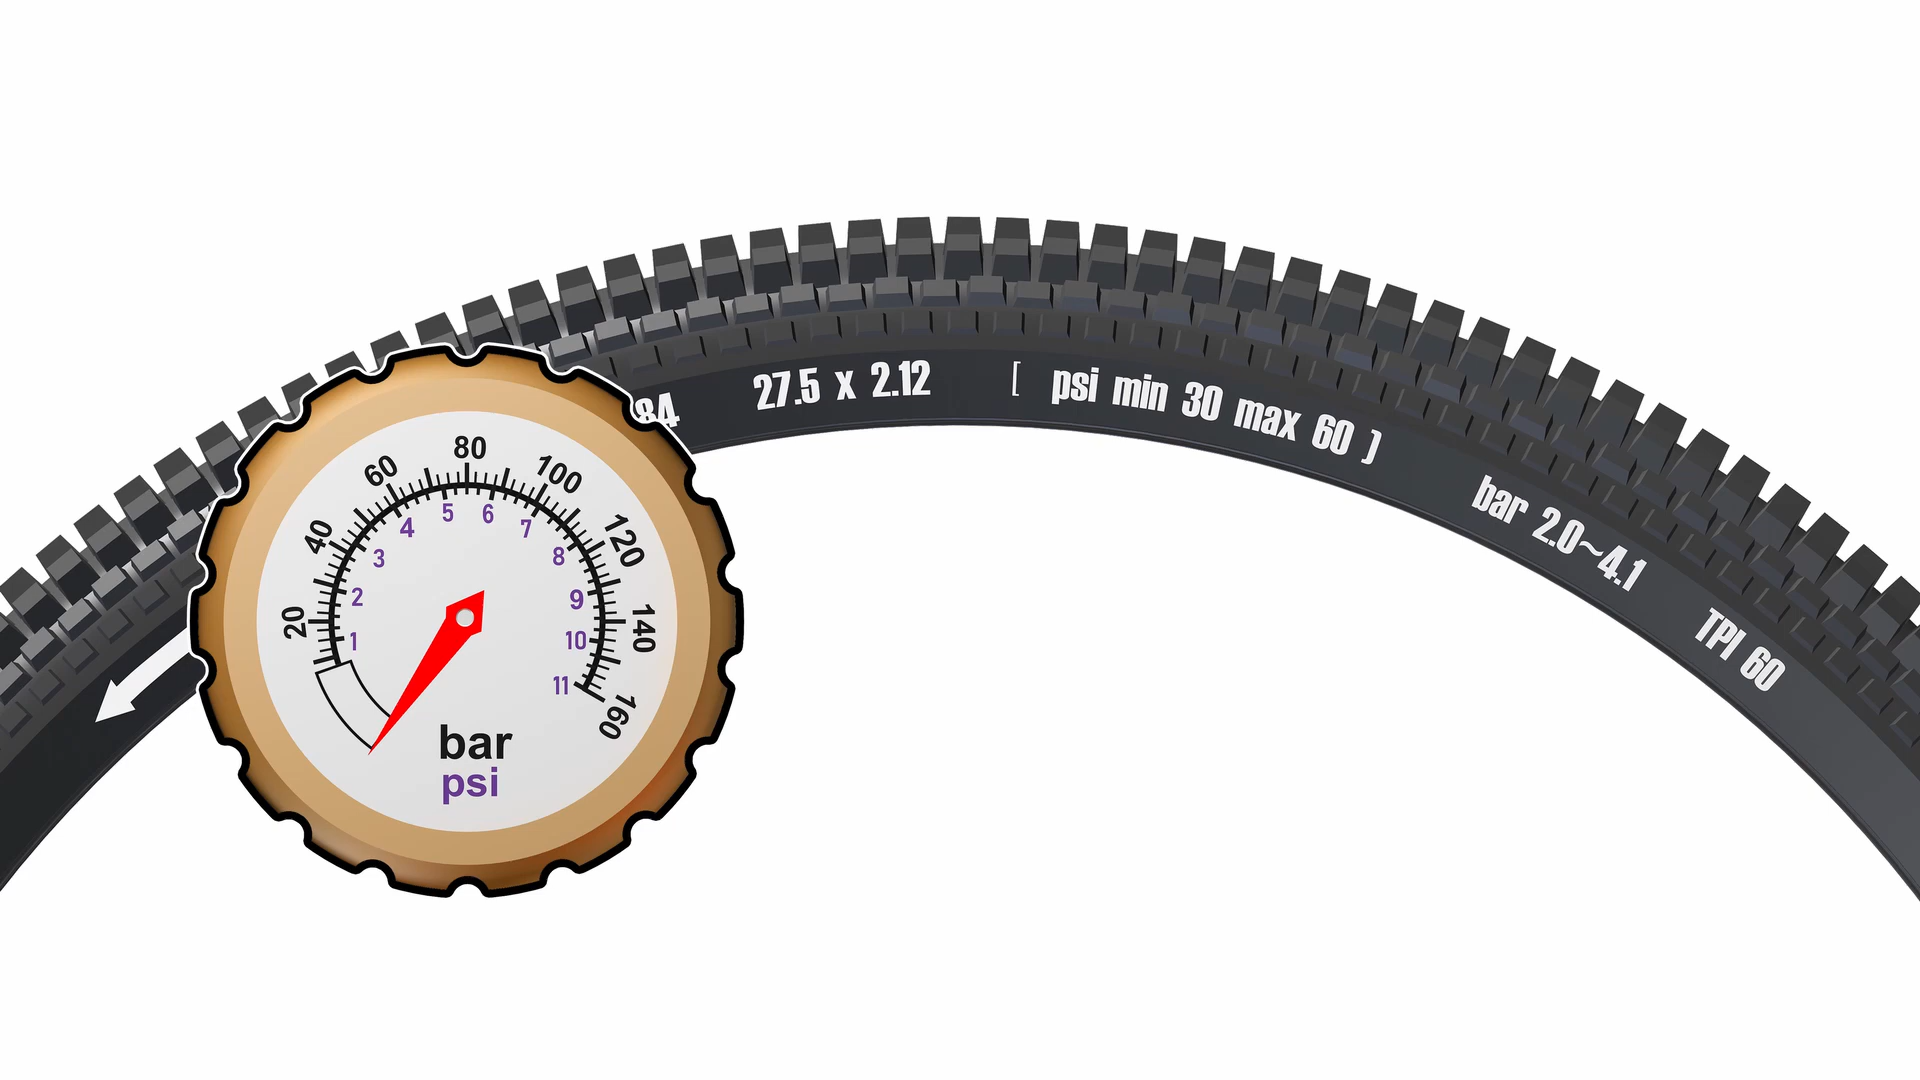 84 27.5 x 2.12 [ psi min 30 max 60 ] bar 2.0~4.1 TPI 60
20 40 60 80 100 120 140 160
1 2 3 4 5 6 7 8 9 10 11
bar
psi